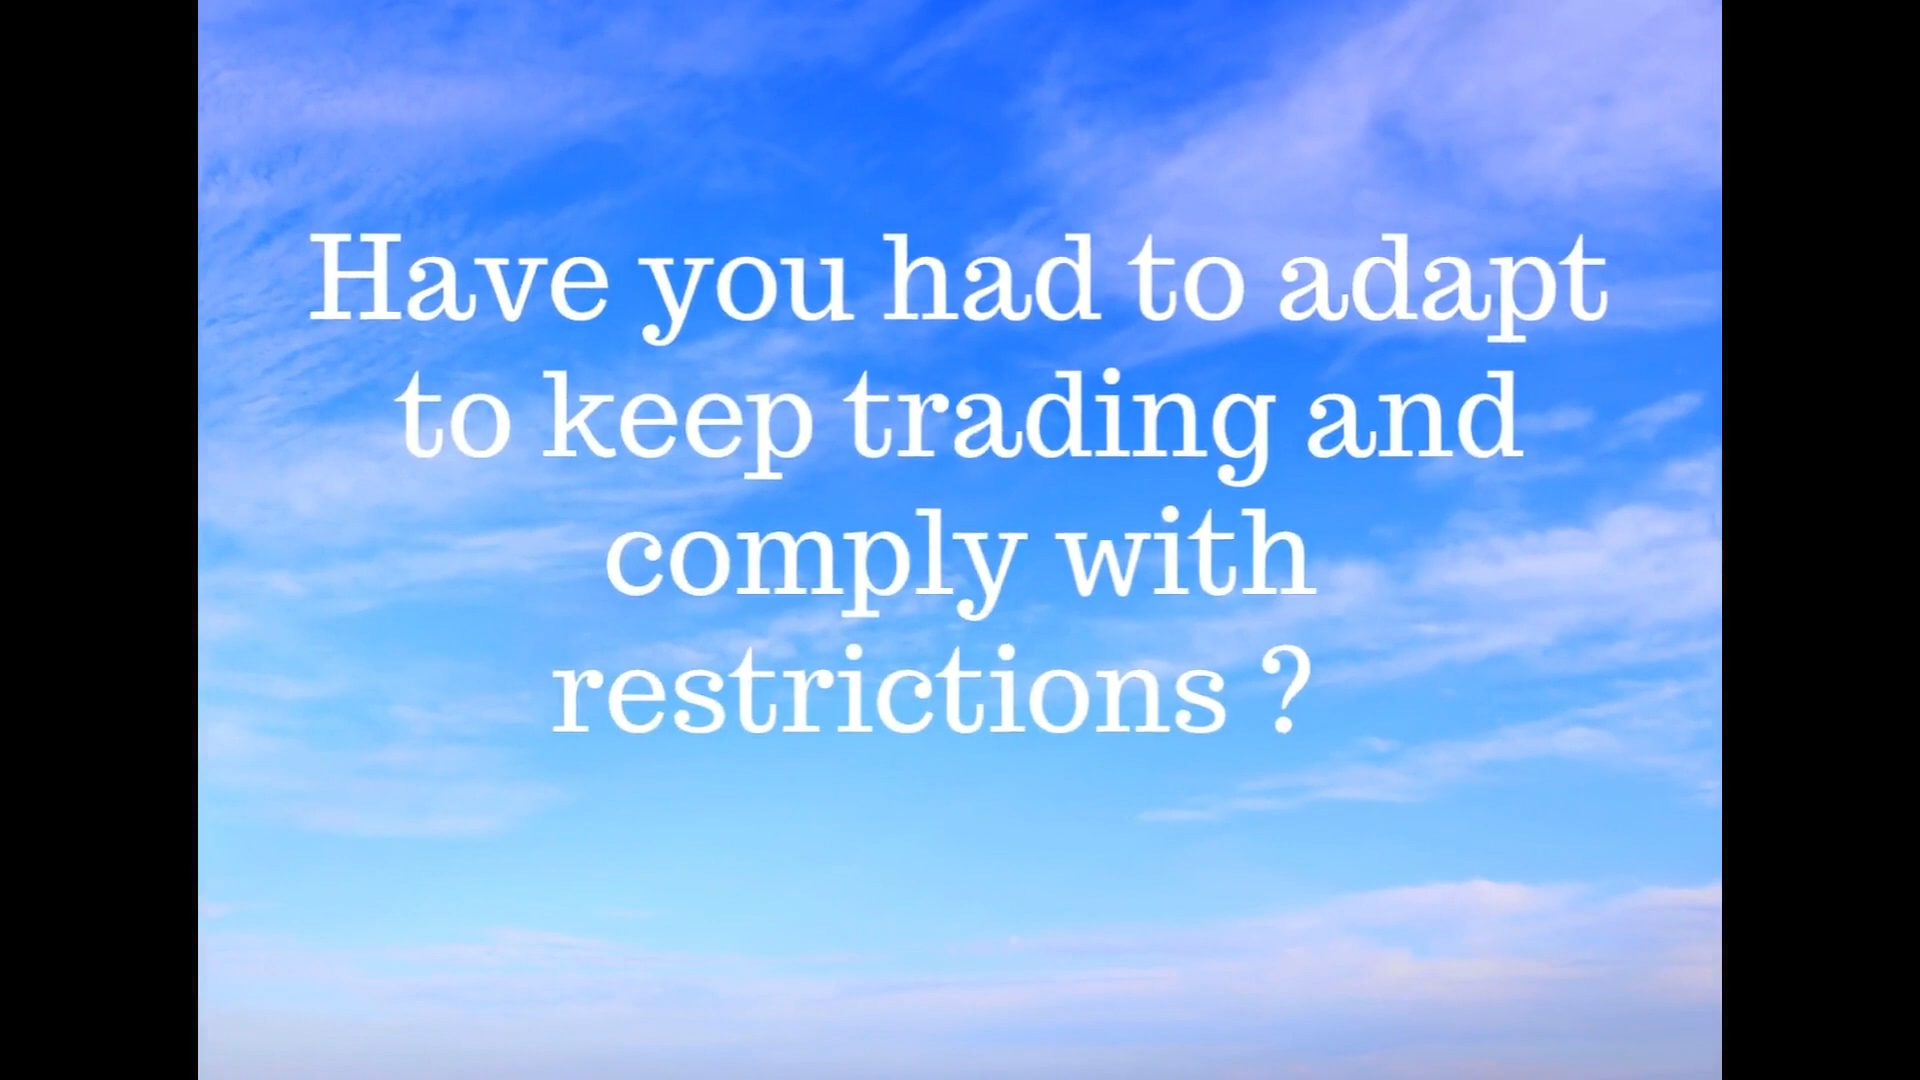 Have you had to adapt
to keep trading and
comply with
restrictions ?